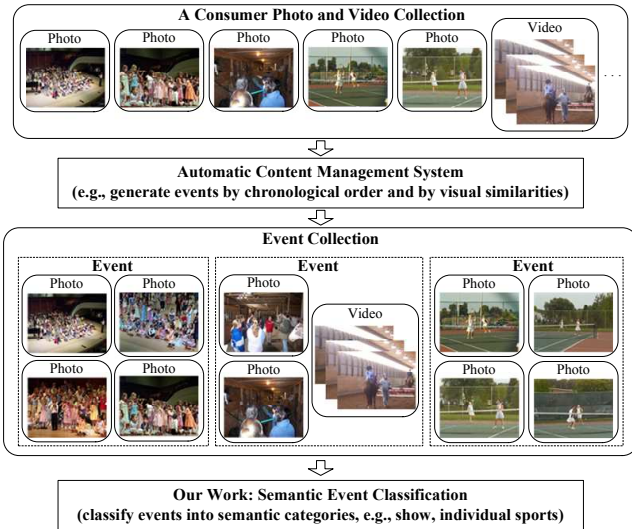 A Consumer Photo and Video Collection
Photo Photo Photo Photo Photo Video
. . .
Automatic Content Management System
(e.g., generate events by chronological order and by visual similarities)
Event Collection
Event Event Event
Photo Photo Photo Video Photo Photo
Photo Photo Photo Photo Photo
Our Work: Semantic Event Classification
(classify events into semantic categories, e.g., show, individual sports)